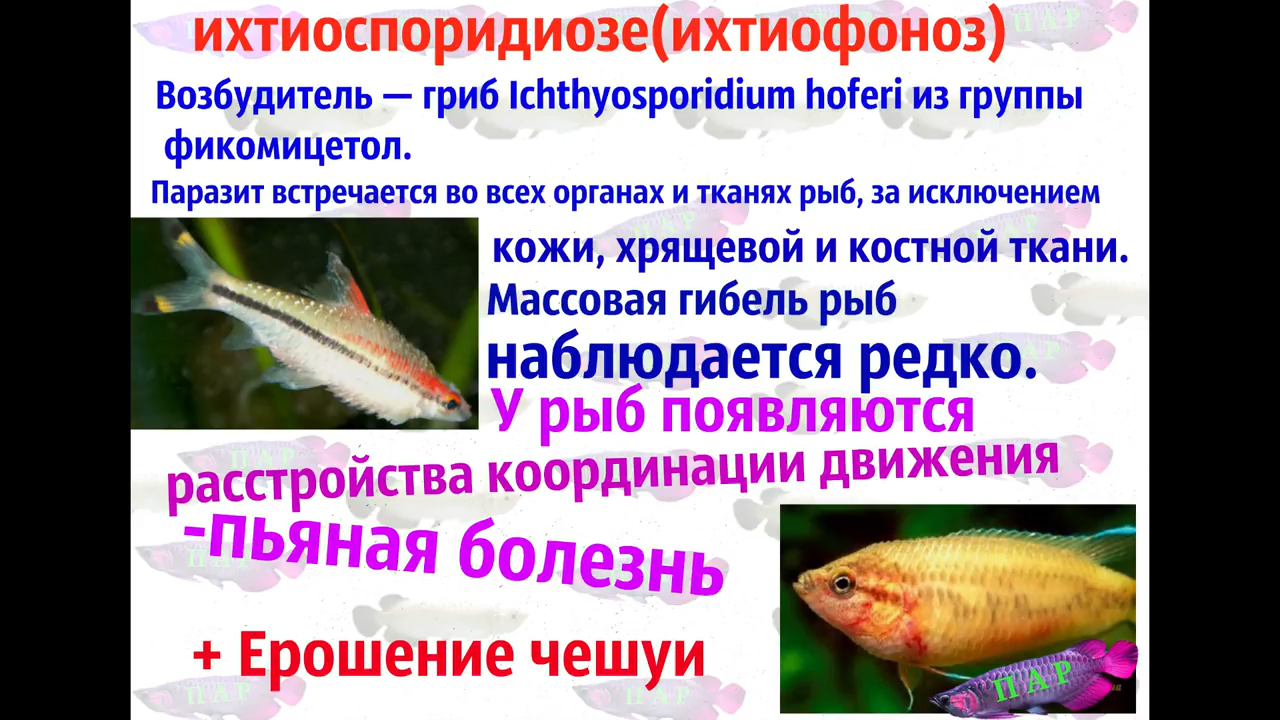 ихтиоспоридиозе(ихтиофоноз)
Возбудитель — гриб Ichthyosporidium hoferi из группы
фикомицетол.
Паразит встречается во всех органах и тканях рыб, за исключением
кожи, хрящевой и костной ткани.
Массовая гибель рыб
наблюдается редко.
У рыб появляются
расстройства координации движения
-пьяная болезнь
+ Ерошение чешуи
ПАР